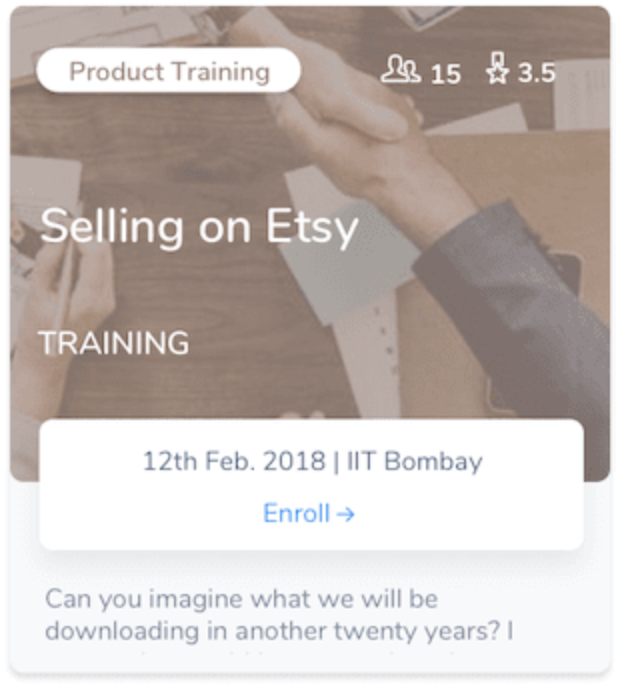 Product Training
15 3.5
Selling on Etsy
TRAINING
12th Feb. 2018 | IIT Bombay
Enroll →
Can you imagine what we will be
downloading in another twenty years? I